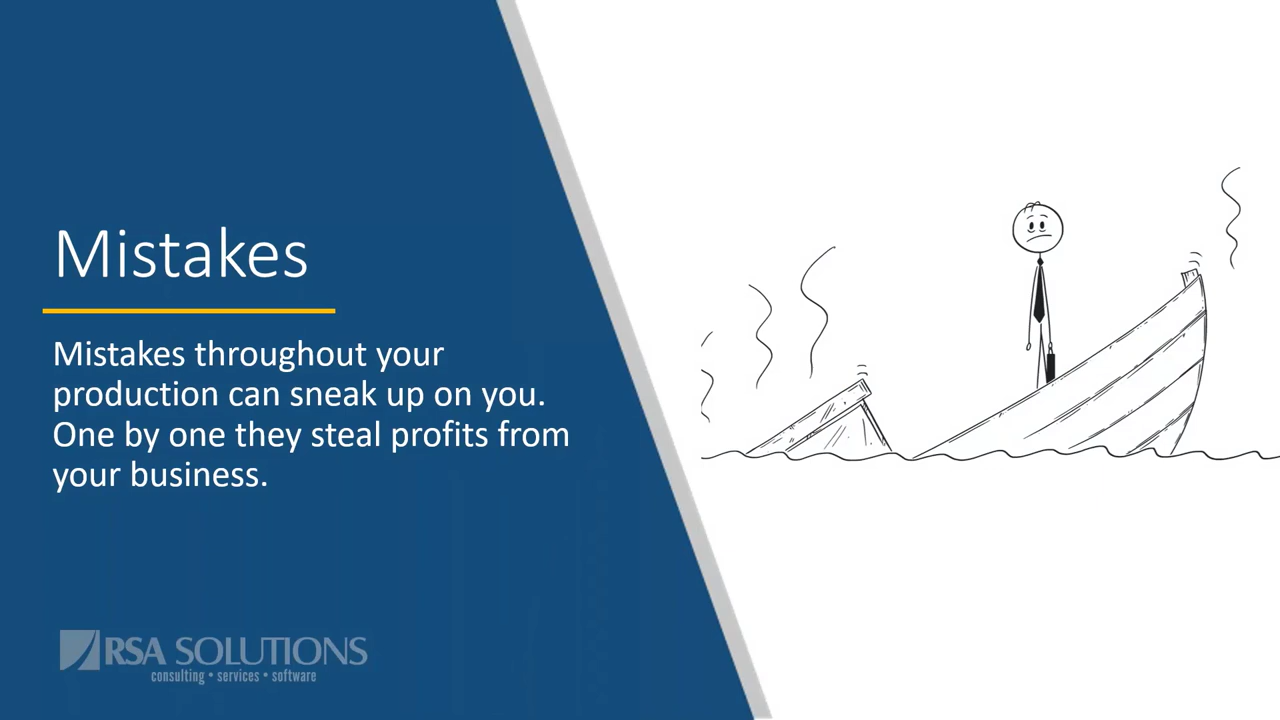 Mistakes
Mistakes throughout your
production can sneak up on you.
One by one they steal profits from
your business.
RSA SOLUTIONS
consulting • services • software